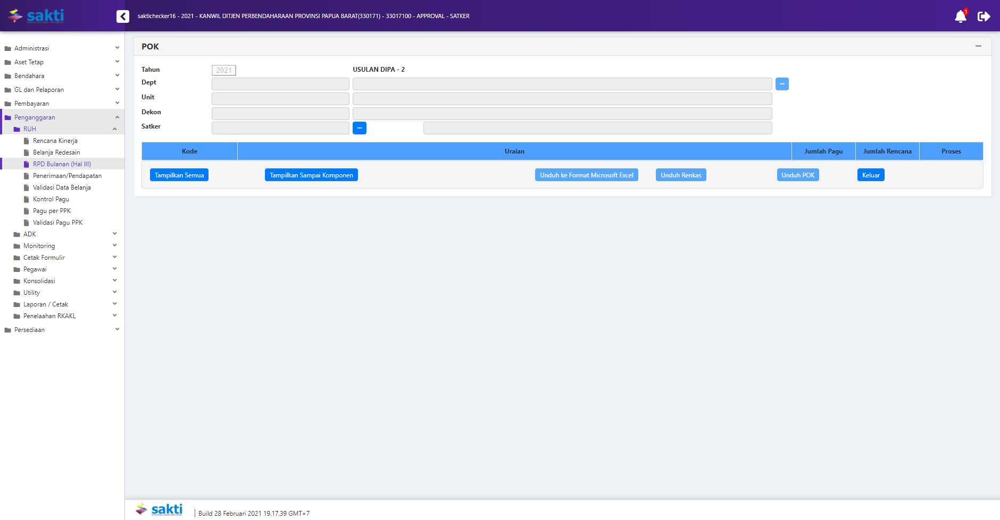 sakti
saktichecker16 - 2021 - KANWIL DITJEN PERBENDAHARAAN PROVINSI PAPUA BARAT(330171) - 33017100 - APPROVAL - SATKER
1
Administrasi
Aset Tetap
Bendahara
GL dan Pelaporan
Pembayaran
Penganggaran
RUH
Rencana Kinerja
Belanja Redesain
RPD Bulanan (Hal III)
Penerimaan/Pendapatan
Validasi Data Belanja
Kontrol Pagu
Pagu per PPK
Validasi Pagu PPK
ADK
Monitoring
Cetak Formulir
Pegawai
Konsolidasi
Utility
Laporan / Cetak
Penelaahan RKAKL
Persediaan
POK
Tahun 2021 USULAN DIPA - 2
Dept ...
Unit
Dekon
Satker ...
Kode Uraian Jumlah Pagu Jumlah Rencana Proses
Tampilkan Semua Tampilkan Sampai Komponen Unduh ke Format Microsoft Excel Unduh Renkas Unduh POK Keluar
sakti Build 28 Februari 2021 19.17.39 GMT+7